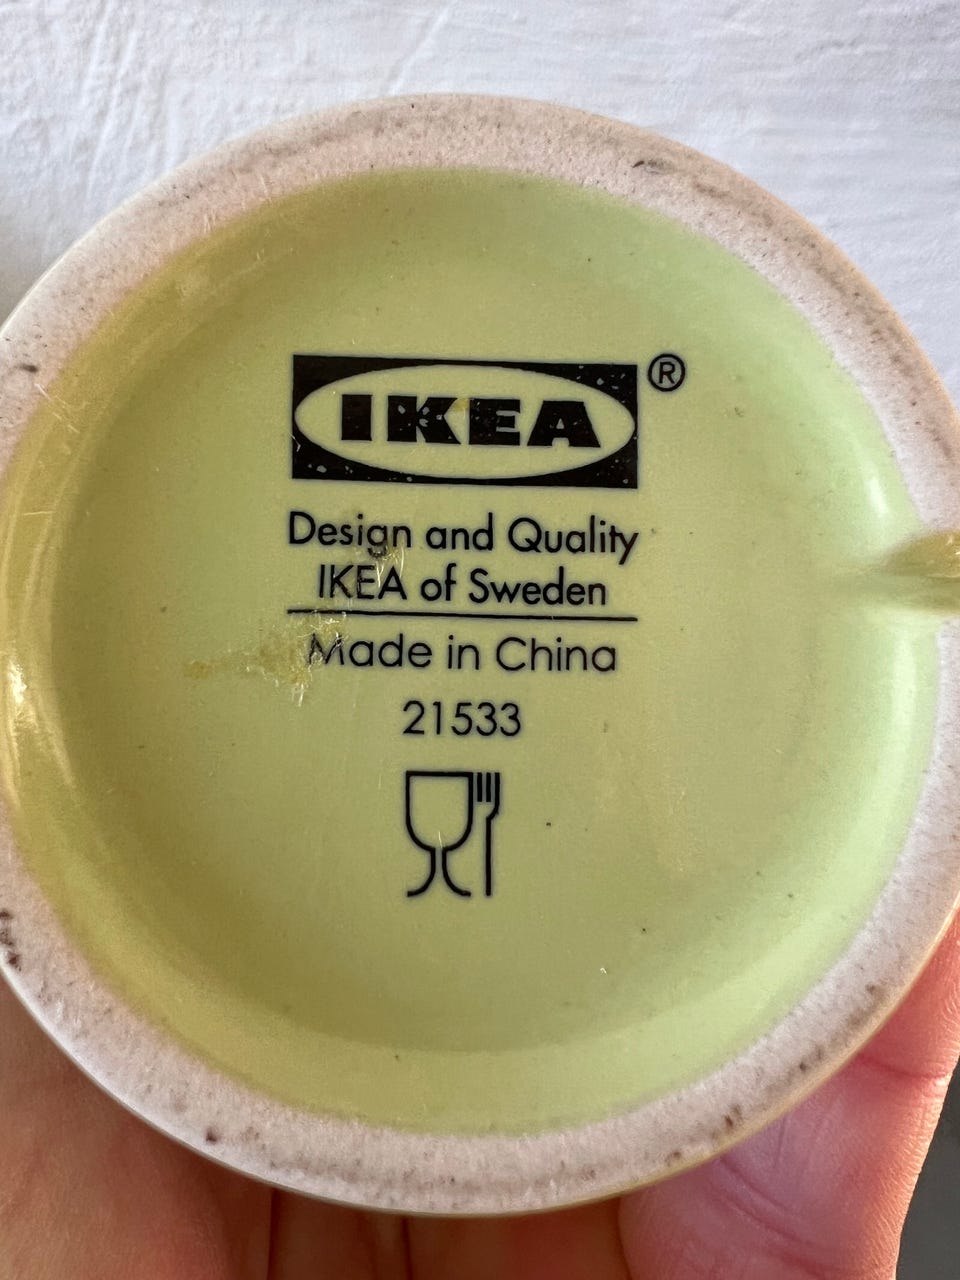 IKEA®
Design and Quality
IKEA of Sweden
Made in China
21533